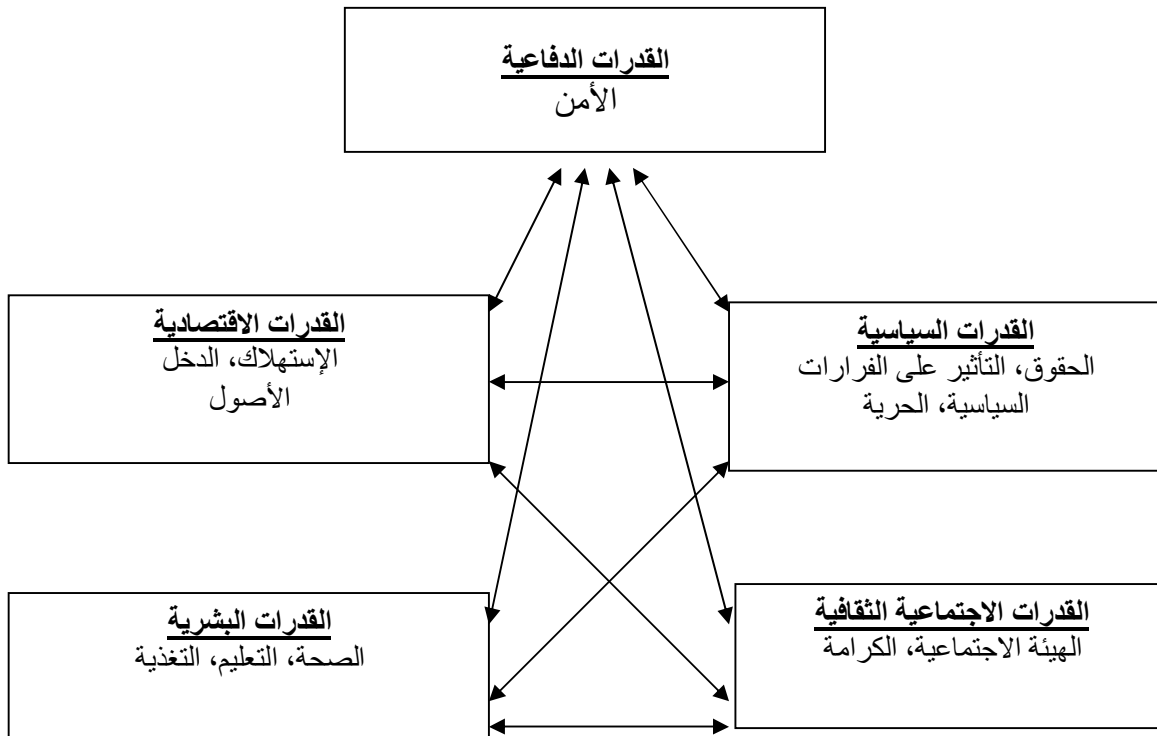 القدرات الدفاعية
الأمن
القدرات الاقتصادية
الإستهلاك، الدخل
الأصول
القدرات السياسية
الحقوق، التأثير على الفرارات
السياسية، الحرية
القدرات البشرية
الصحة، التعليم، التغذية
القدرات الاجتماعية الثقافية
الهيئة الاجتماعية، الكرامة